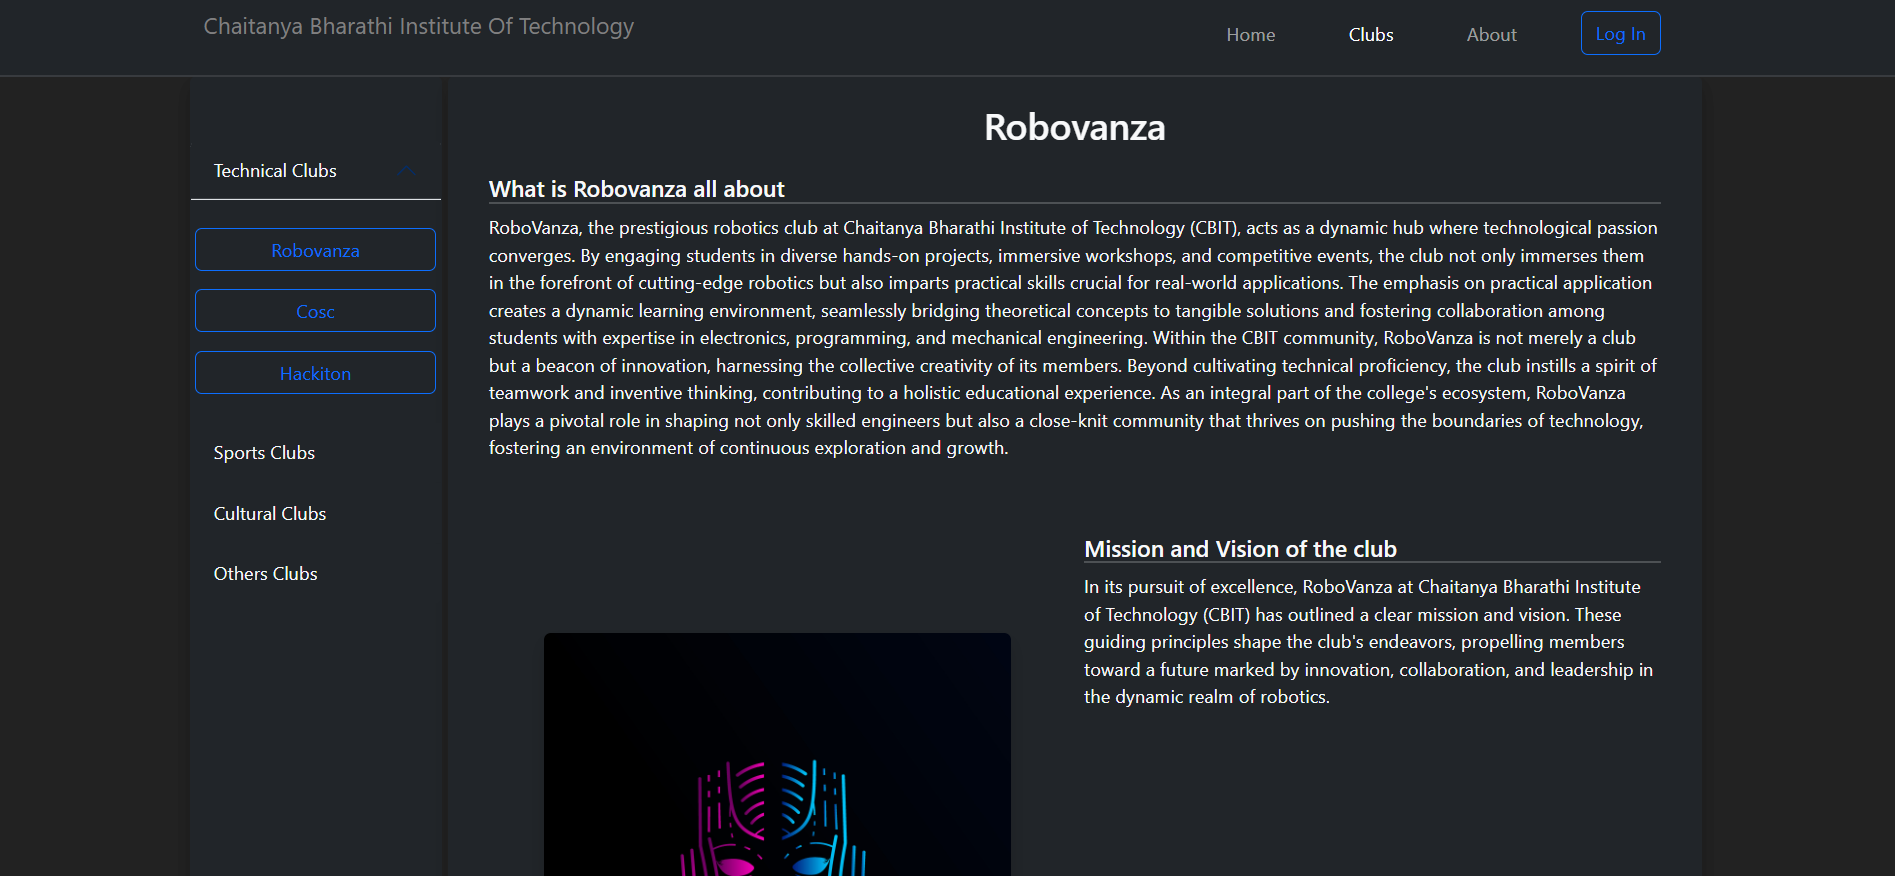 Chaitanya Bharathi Institute Of Technology
Home
Clubs
About
Log In
Technical Clubs
Robovanza
Cosc
Hackiton
Sports Clubs
Cultural Clubs
Others Clubs
Robovanza
What is Robovanza all about
RoboVanza, the prestigious robotics club at Chaitanya Bharathi Institute of Technology (CBIT), acts as a dynamic hub where technological passion
converges. By engaging students in diverse hands-on projects, immersive workshops, and competitive events, the club not only immerses them
in the forefront of cutting-edge robotics but also imparts practical skills crucial for real-world applications. The emphasis on practical application
creates a dynamic learning environment, seamlessly bridging theoretical concepts to tangible solutions and fostering collaboration among
students with expertise in electronics, programming, and mechanical engineering. Within the CBIT community, RoboVanza is not merely a club
but a beacon of innovation, harnessing the collective creativity of its members. Beyond cultivating technical proficiency, the club instills a spirit of
teamwork and inventive thinking, contributing to a holistic educational experience. As an integral part of the college's ecosystem, RoboVanza
plays a pivotal role in shaping not only skilled engineers but also a close-knit community that thrives on pushing the boundaries of technology,
fostering an environment of continuous exploration and growth.
Mission and Vision of the club
In its pursuit of excellence, RoboVanza at Chaitanya Bharathi Institute
of Technology (CBIT) has outlined a clear mission and vision. These
guiding principles shape the club's endeavors, propelling members
toward a future marked by innovation, collaboration, and leadership in
the dynamic realm of robotics.